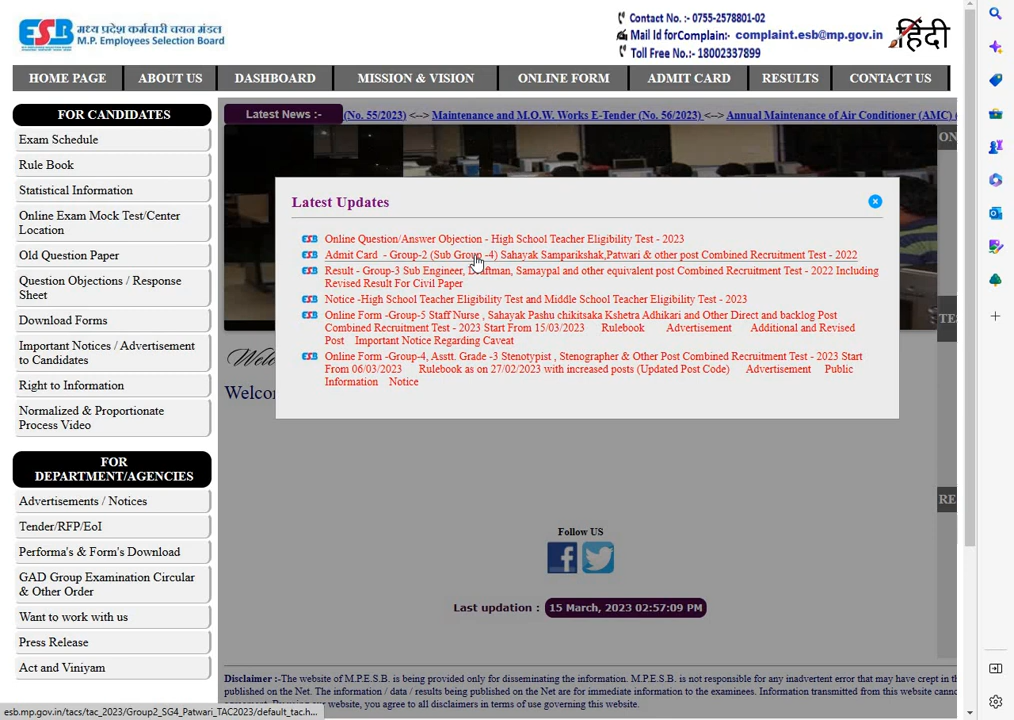 ESB मध्य प्रदेश कर्मचारी चयन मंडल
M.P. Employees Selection Board
Contact No. :- 0755-2578801-02
Mail Id forComplain:- complaint.esb@mp.gov.in
Toll Free No.:- 18002337899
हिंदी
HOME PAGE ABOUT US DASHBOARD MISSION & VISION ONLINE FORM ADMIT CARD RESULTS CONTACT US
FOR CANDIDATES
Exam Schedule
Rule Book
Statistical Information
Online Exam Mock Test/Center
Location
Old Question Paper
Question Objections / Response
Sheet
Download Forms
Important Notices / Advertisement
to Candidates
Right to Information
Normalized & Proportionate
Process Video
FOR
DEPARTMENT/AGENCIES
Advertisements / Notices
Tender/RFP/EoI
Performa's & Form's Download
GAD Group Examination Circular
& Other Order
Want to work with us
Press Release
Act and Viniyam
Latest News :- (No. 55/2023) <--> Maintenance and M.O.W. Works E-Tender (No. 56/2023) <--> Annual Maintenance of Air Conditioner (AMC) (
ON
Latest Updates
ESB Online Question/Answer Objection - High School Teacher Eligibility Test - 2023
ESB Admit Card - Group-2 (Sub Group -4) Sahayak Samparikshak,Patwari & other post Combined Recruitment Test - 2022
ESB Result - Group-3 Sub Engineer, Samaypal and other equivalent post Combined Recruitment Test - 2022 Including
Revised Result For Civil Paper
ESB Notice -High School Teacher Eligibility Test and Middle School Teacher Eligibility Test - 2023
ESB Online Form -Group-5 Staff Nurse , Sahayak Pashu chikitsaka Kshetra Adhikari and Other Direct and backlog Post
Combined Recruitment Test - 2023 Start From 15/03/2023 Rulebook Advertisement Additional and Revised
Post Important Notice Regarding Caveat
ESB Online Form -Group-4, Asstt. Grade -3 Stenotypist , Stenographer & Other Post Combined Recruitment Test - 2023 Start
From 06/03/2023 Rulebook as on 27/02/2023 with increased posts (Updated Post Code) Advertisement Public
Information Notice
TE
Wel
Welco
RE
Follow US
Last updation : 15 March, 2023 02:57:09 PM
Disclaimer :-The website of M.P.E.S.B. is being provided only for disseminating the information. M.P.E.S.B. is not responsible for any inadvertent error that may have crept in th
published on the Net. The information / data / results being published on the Net are for immediate information to the examinees. Information transmitted from this website canno
website, you agree to all disclaimers in terms of use governing this website.
esb.mp.gov.in/tacs/tac_2023/Group2_SG4_Patwari_TAC2023/default_tac.h...